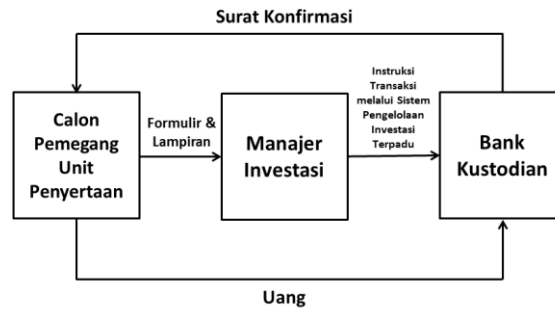 Surat Konfirmasi
Calon
Pemegang
Unit
Penyertaan
Formulir &
Lampiran
Manajer
Investasi
Instruksi
Transaksi
melalui Sistem
Pengelolaan
Investasi
Terpadu
Bank
Kustodian
Uang